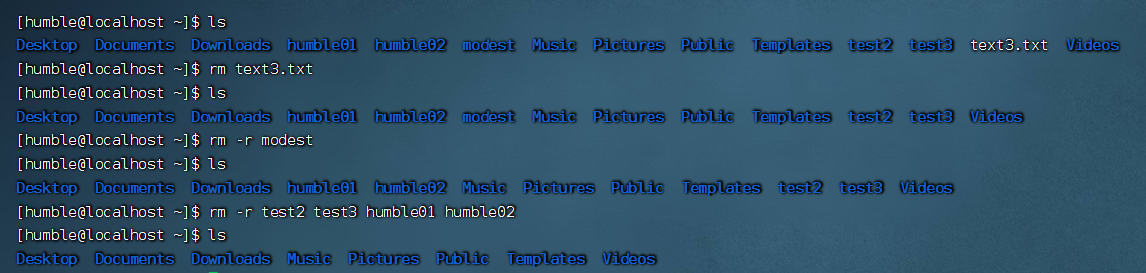 [humble@localhost ~]$ ls
Desktop  Documents  Downloads  humble01  humble02  modest  Music  Pictures  Public  Templates  test2  test3  text3.txt  Videos
[humble@localhost ~]$ rm text3.txt
[humble@localhost ~]$ ls
Desktop  Documents  Downloads  humble01  humble02  modest  Music  Pictures  Public  Templates  test2  test3  Videos
[humble@localhost ~]$ rm -r modest
[humble@localhost ~]$ ls
Desktop  Documents  Downloads  humble01  humble02  Music  Pictures  Public  Templates  test2  test3  Videos
[humble@localhost ~]$ rm -r test2 test3 humble01 humble02
[humble@localhost ~]$ ls
Desktop  Documents  Downloads  Music  Pictures  Public  Templates  Videos